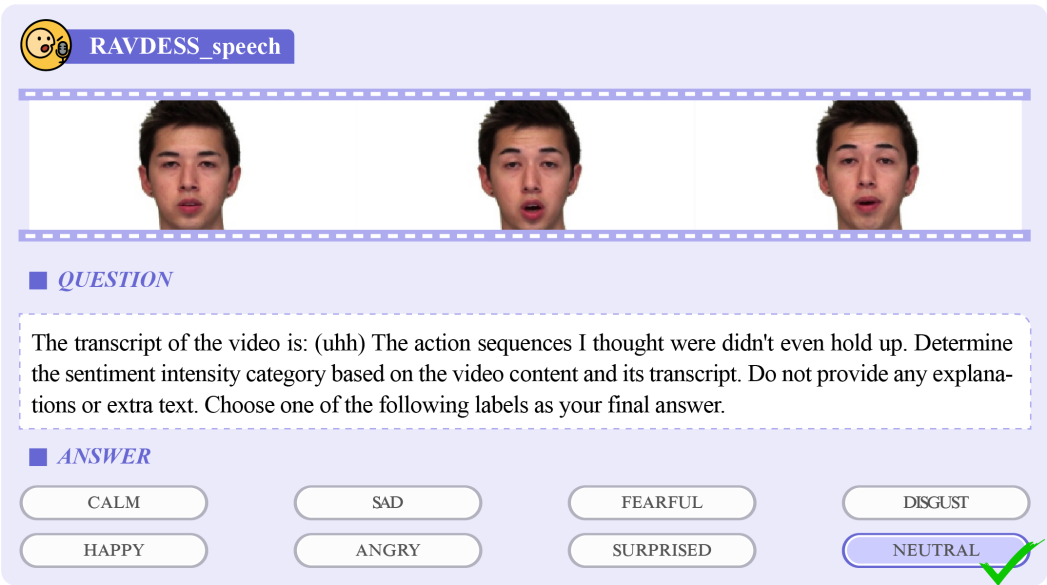 RAVDESS_speech
QUESTION
The transcript of the video is: (uhh) The action sequences I thought were didn't even hold up. Determine
the sentiment intensity category based on the video content and its transcript. Do not provide any explana-
tions or extra text. Choose one of the following labels as your final answer.
ANSWER
CALM SAD FEARFUL DISGUST
HAPPY ANGRY SURPRISED NEUTRAL